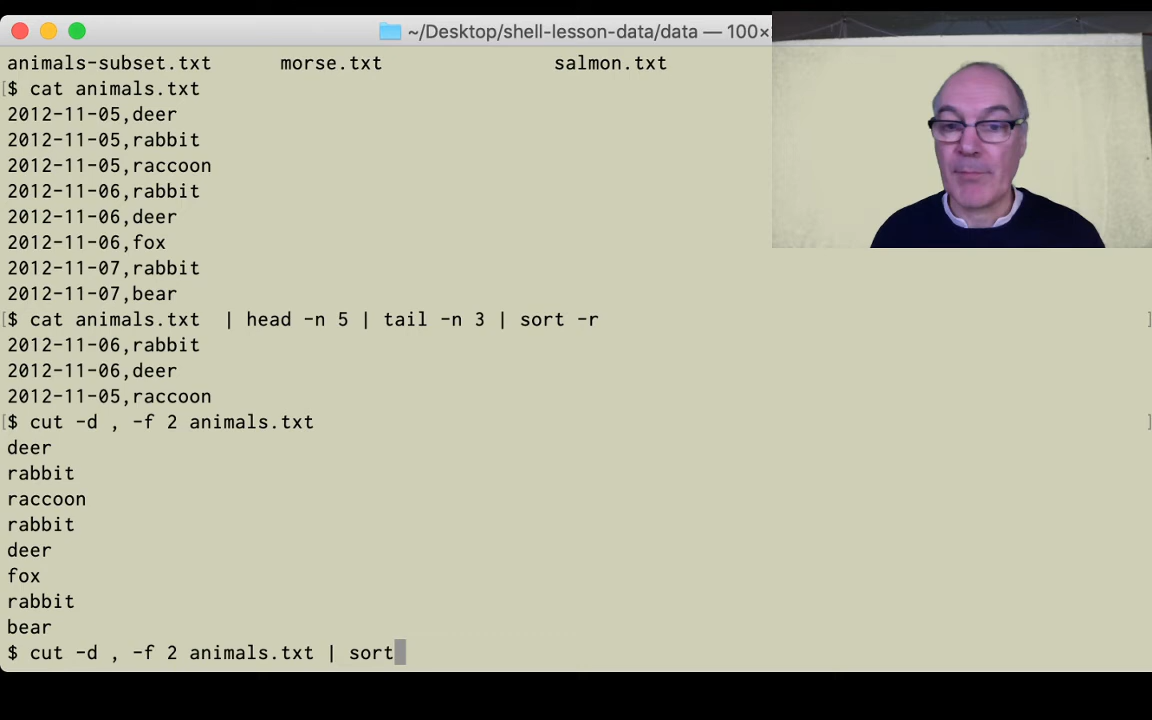 ~/Desktop/shell-lesson-data/data — 100×
animals-subset.txt morse.txt salmon.txt
[$ cat animals.txt
2012-11-05,deer
2012-11-05,rabbit
2012-11-05,raccoon
2012-11-06,rabbit
2012-11-06,deer
2012-11-06,fox
2012-11-07,rabbit
2012-11-07,bear
[$ cat animals.txt  | head -n 5 | tail -n 3 | sort -r ]
2012-11-06,rabbit
2012-11-06,deer
2012-11-05,raccoon
[$ cut -d , -f 2 animals.txt ]
deer
rabbit
raccoon
rabbit
deer
fox
rabbit
bear
$ cut -d , -f 2 animals.txt | sort